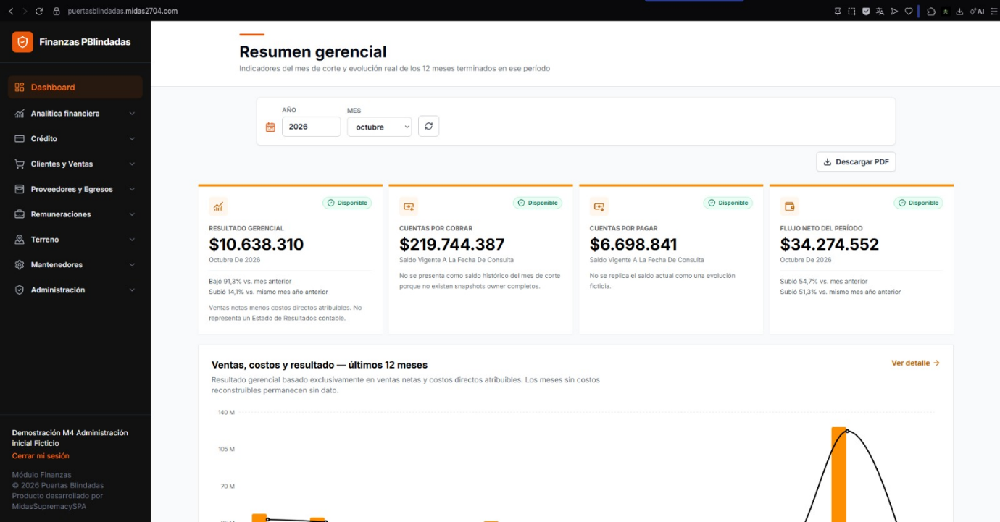 puertasblindadas.midas2704.com
AI
Finanzas PBlindadas
Dashboard
Analítica financiera
Crédito
Clientes y Ventas
Proveedores y Egresos
Remuneraciones
Terreno
Mantenedores
Administración
Demostración M4 Administración
inicial Ficticio
Cerrar mi sesión
Módulo Finanzas
© 2026 Puertas Blindadas
Producto desarrollado por
MidasSupremacySPA
Resumen gerencial
Indicadores del mes de corte y evolución real de los 12 meses terminados en ese período
AÑO
MES
2026
octubre
Descargar PDF
Disponible
RESULTADO GERENCIAL
$10.638.310
Octubre De 2026
Bajó 91,3% vs. mes anterior
Subió 14,1% vs. mismo mes año anterior
Ventas netas menos costos directos atribuibles. No
representa un Estado de Resultados contable.
Disponible
CUENTAS POR COBRAR
$219.744.387
Saldo Vigente A La Fecha De Consulta
No se presenta como saldo histórico del mes de corte
porque no existen snapshots owner completos.
Disponible
CUENTAS POR PAGAR
$6.698.841
Saldo Vigente A La Fecha De Consulta
No se replica el saldo actual como una evolución
ficticia.
Disponible
FLUJO NETO DEL PERÍODO
$34.274.552
Octubre De 2026
Subió 54,7% vs. mes anterior
Subió 51,3% vs. mismo mes año anterior
Ventas, costos y resultado — últimos 12 meses
Ver detalle
Resultado gerencial basado exclusivamente en ventas netas y costos directos atribuibles. Los meses sin costos
reconstruibles permanecen sin dato.
140 M
105 M
70 M